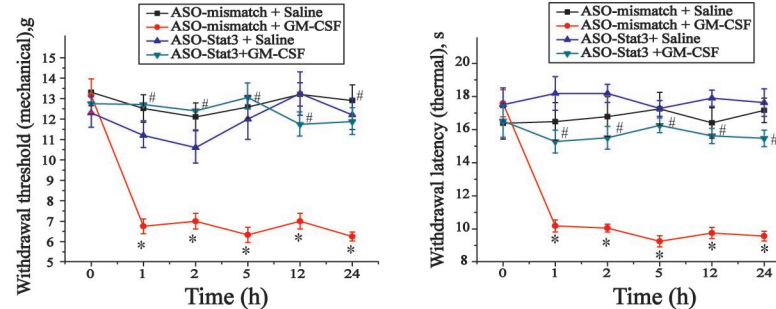 ASO-mismatch + Saline
ASO-mismatch + GM-CSF
ASO-Stat3 + Saline
ASO-Stat3+GM-CSF
Withdrawal threshold (mechanical),g
15
14
13
12
11
10
9
8
7
6
5
# # # # #
* * * * *
0 1 2 5 12 24
Time (h)
ASO-mismatch + Saline
ASO-mismatch + GM-CSF
ASO-Stat3+ Saline
ASO-Stat3 +GM-CSF
Withdrawal latency (thermal), s
20
18
16
14
12
10
8
# # # # #
* * * * *
0 1 2 5 12 24
Time (h)